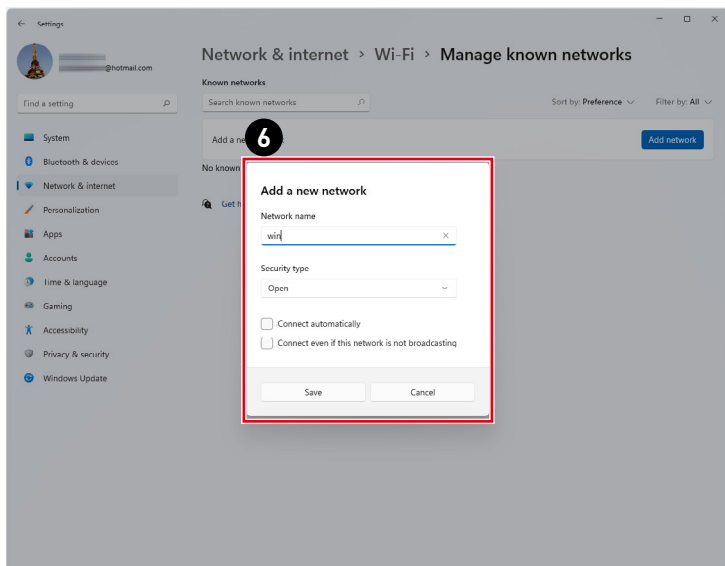 Settings
@hotmail.com
Find a setting
System
Bluetooth & devices
Network & internet
Personalization
Apps
Accounts
Time & language
Gaming
Accessibility
Privacy & security
Windows Update
Network & internet > Wi-Fi > Manage known networks
Known networks
Search known networks
Sort by: Preference
Filter by: All
Add a ne
Add network
6
No known
Get h
Add a new network
Network name
win
Security type
Open
Connect automatically
Connect even if this network is not broadcasting
Save
Cancel